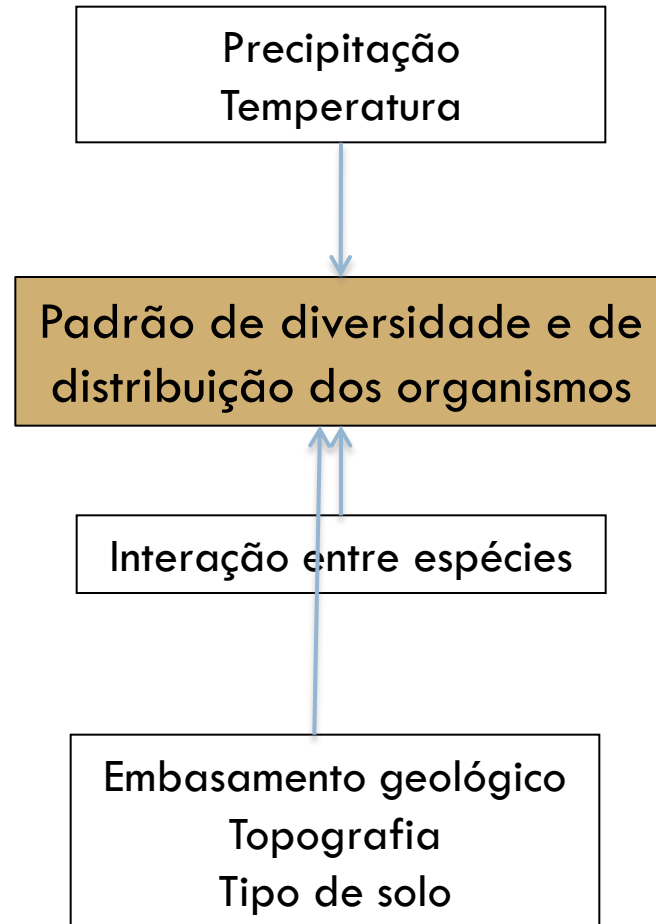 Precipitação
Temperatura
Padrão de diversidade e de
distribuição dos organismos
Interação entre espécies
Embasamento geológico
Topografia
Tipo de solo